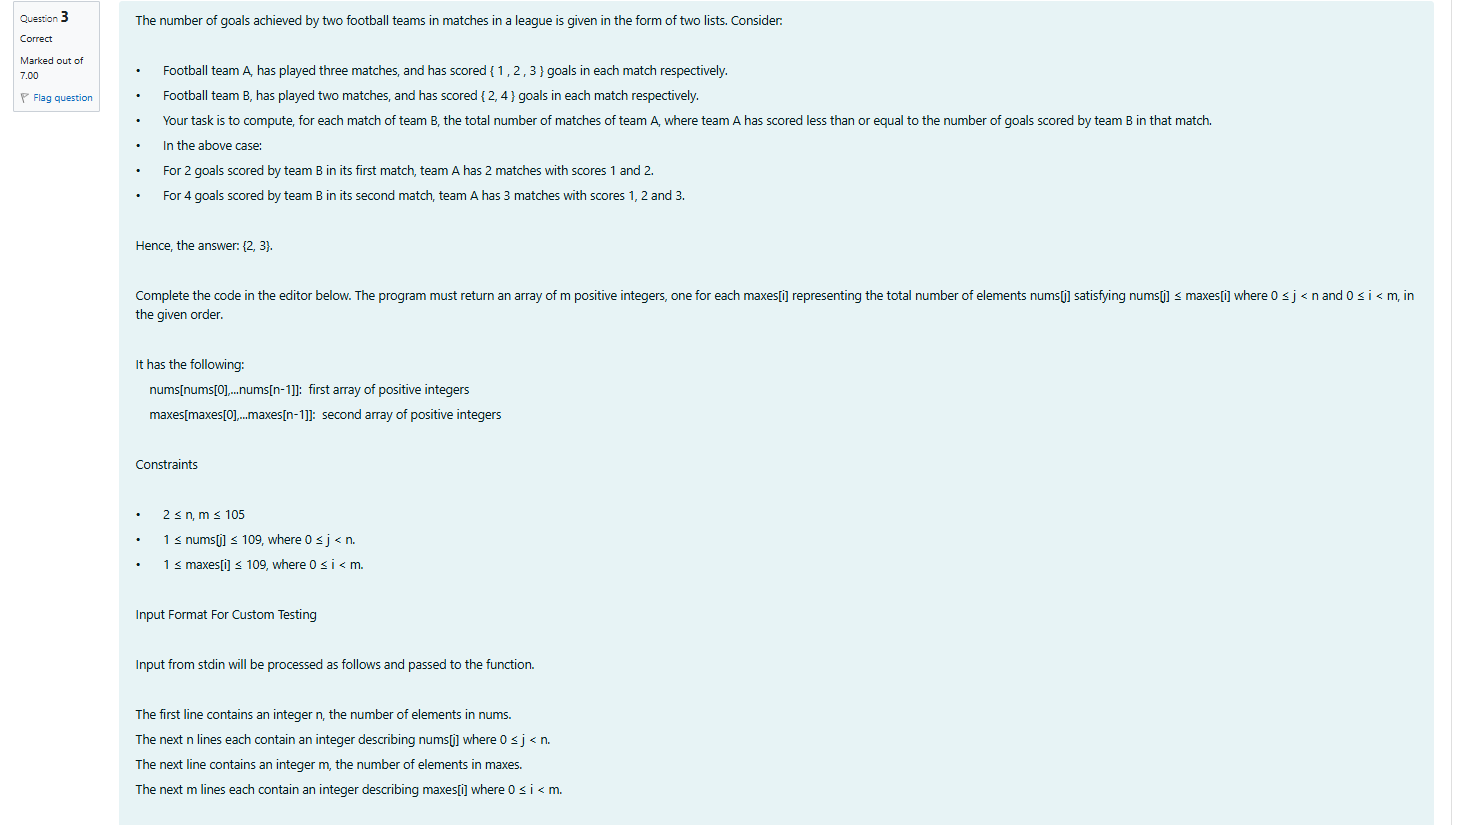 Question 3
Correct
Marked out of
7.00
Flag question
The number of goals achieved by two football teams in matches in a league is given in the form of two lists. Consider:
• Football team A, has played three matches, and has scored { 1 , 2 , 3 } goals in each match respectively.
• Football team B, has played two matches, and has scored { 2, 4 } goals in each match respectively.
• Your task is to compute, for each match of team B, the total number of matches of team A, where team A has scored less than or equal to the number of goals scored by team B in that match.
• In the above case:
• For 2 goals scored by team B in its first match, team A has 2 matches with scores 1 and 2.
• For 4 goals scored by team B in its second match, team A has 3 matches with scores 1, 2 and 3.
Hence, the answer: {2, 3}.
Complete the code in the editor below. The program must return an array of m positive integers, one for each maxes[i] representing the total number of elements nums[j] satisfying nums[j] ≤ maxes[i] where 0 ≤ j < n and 0 ≤ i < m, in
the given order.
It has the following:
nums[nums[0],...nums[n-1]]: first array of positive integers
maxes[maxes[0],...maxes[n-1]]: second array of positive integers
Constraints
• 2 ≤ n, m ≤ 105
• 1 ≤ nums[j] ≤ 109, where 0 ≤ j < n.
• 1 ≤ maxes[i] ≤ 109, where 0 ≤ i < m.
Input Format For Custom Testing
Input from stdin will be processed as follows and passed to the function.
The first line contains an integer n, the number of elements in nums.
The next n lines each contain an integer describing nums[j] where 0 ≤ j < n.
The next line contains an integer m, the number of elements in maxes.
The next m lines each contain an integer describing maxes[i] where 0 ≤ i < m.